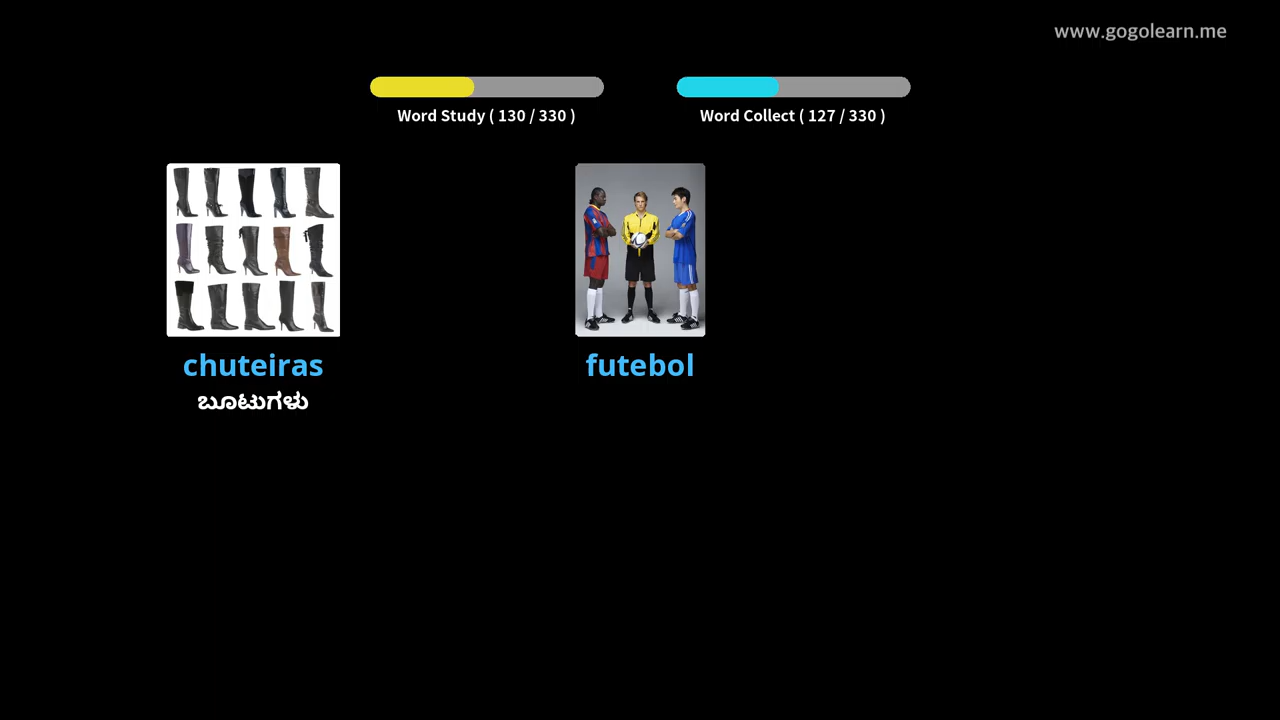 www.gogolearn.me
Word Study ( 130 / 330 )
Word Collect ( 127 / 330 )
chuteiras
ಬೂಟುಗಳು
futebol